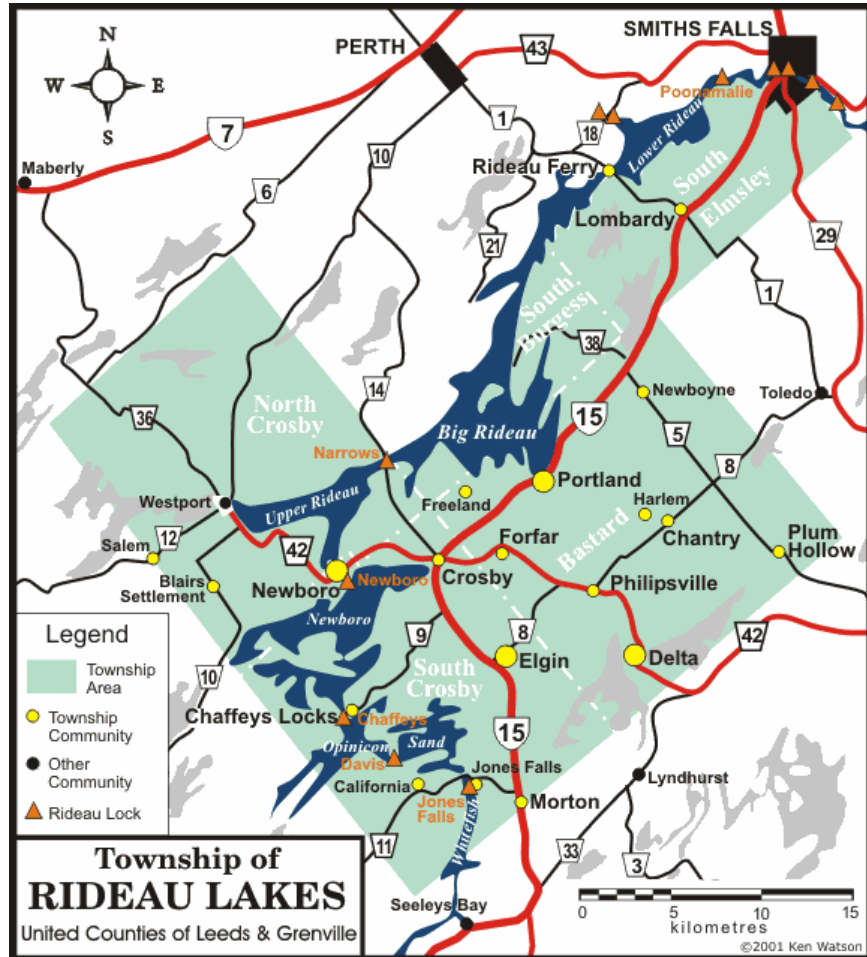 N
W
E
S
PERTH
SMITHS FALLS
43
Poonamalie
7
1
18
Lower Rideau
10
Maberly
Rideau Ferry
South
Elmsley
6
Lombardy
21
29
South
Burgess
1
38
14
North
Crosby
Newboyne
Toledo
36
15
5
Big Rideau
8
Narrows
Portland
Westport
Upper Rideau
Freeland
Harlem
12
42
Forfar
Bastard
Chantry
Plum
Hollow
Salem
Crosby
Blairs
Settlement
Newboro
Newboro
Philipsville
Newboro
9
8
42
Legend
Township
Area
Township
Community
Other
Community
Rideau Lock
10
South
Crosby
Elgin
Delta
Chaffeys Locks
Chaffeys
Opinicon
Sand
15
Davis
Jones Falls
Lyndhurst
California
Jones
Falls
Morton
11
Whitefish
33
3
Township of
RIDEAU LAKES
United Counties of Leeds & Grenville
Seeleys Bay
0
5
10
15
kilometres
©2001 Ken Watson